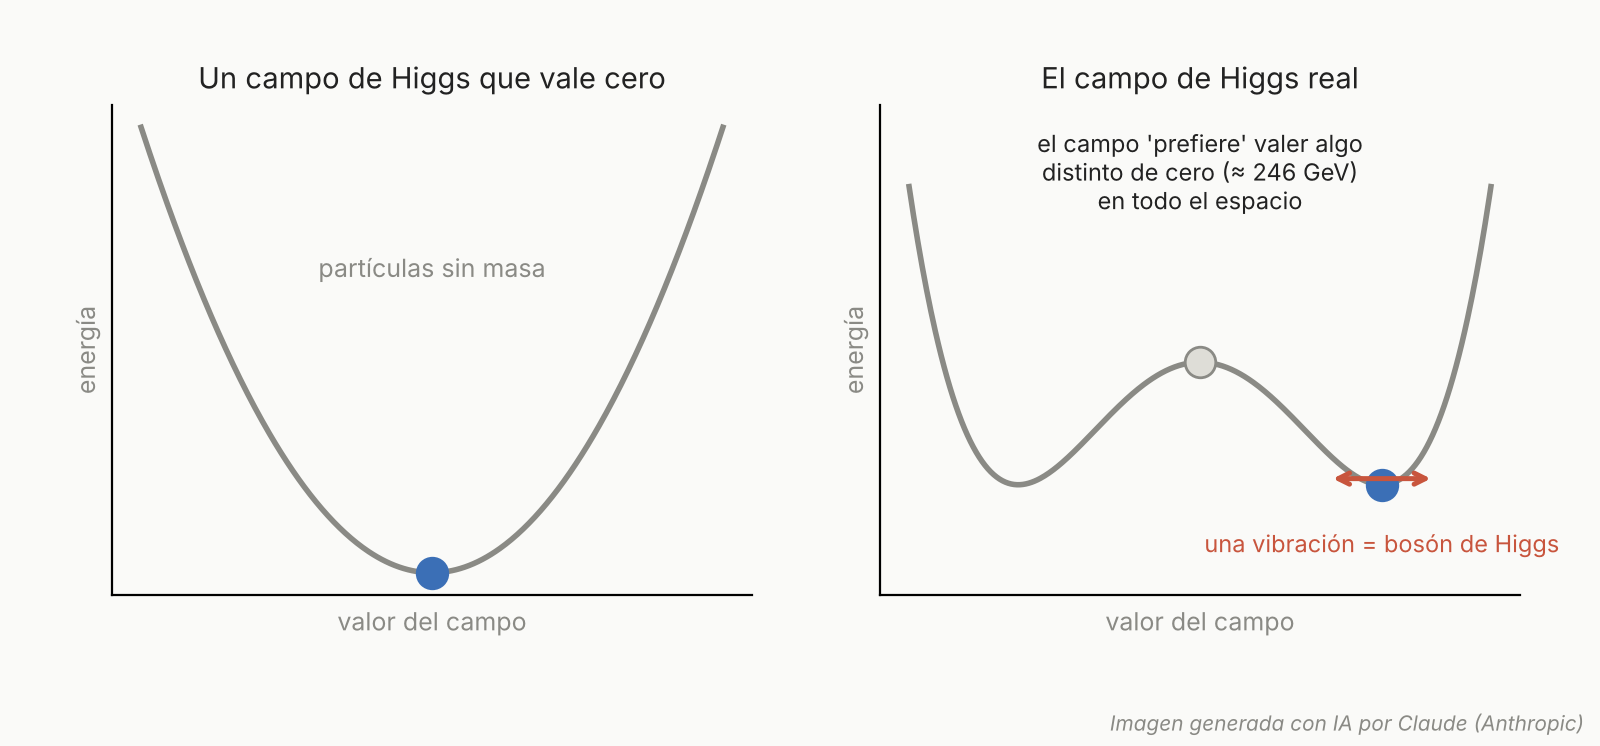 Un campo de Higgs que vale cero
partículas sin masa
energía
valor del campo
El campo de Higgs real
el campo 'prefiere' valer algo
distinto de cero (≈ 246 GeV)
en todo el espacio
energía
una vibración = bosón de Higgs
valor del campo
Imagen generada con IA por Claude (Anthropic)